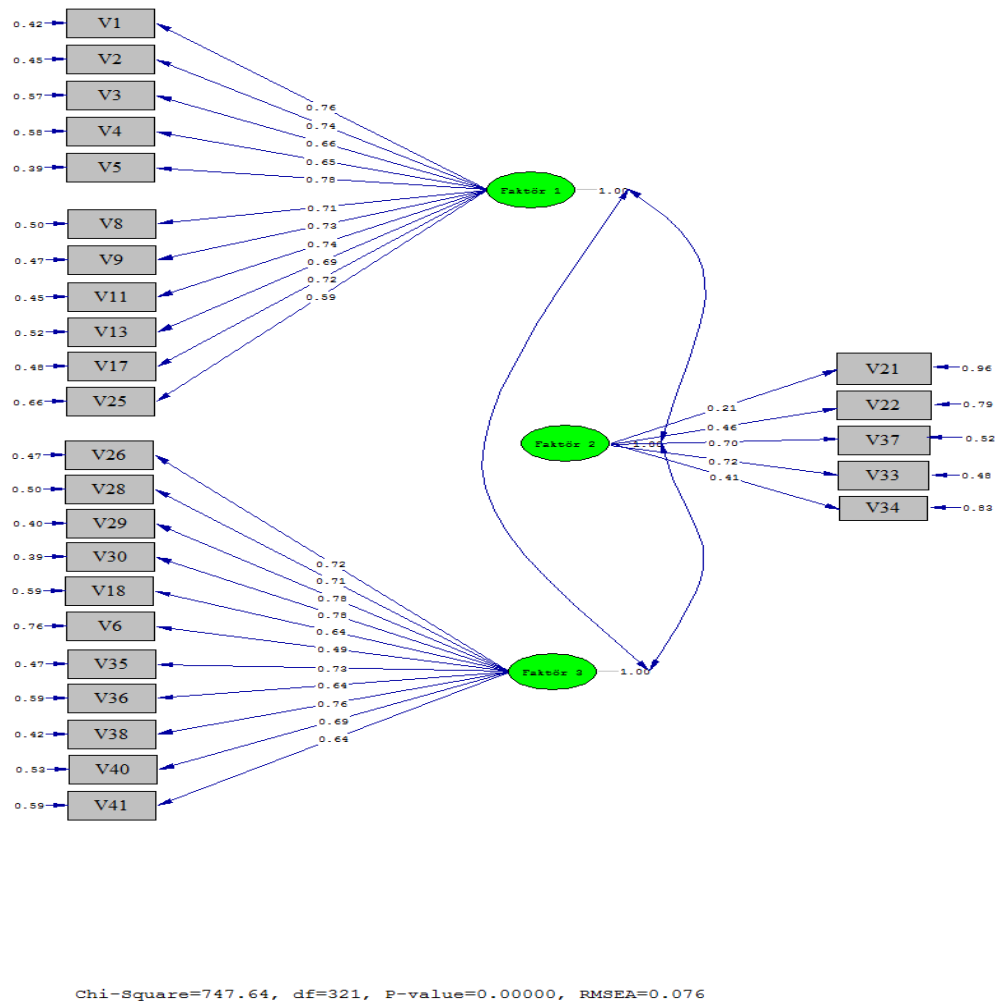 0.42 V1
0.45 V2
0.57 V3
0.58 V4
0.39 V5
0.50 V8
0.47 V9
0.45 V11
0.52 V13
0.48 V17
0.66 V25
0.76
0.74
0.66
0.65
0.78
0.71
0.73
0.74
0.69
0.72
0.59
Faktör 1 1.00
V21 0.96
V22 0.79
V37 0.52
V33 0.48
V34 0.83
0.21
0.46
0.70
0.72
0.41
Faktör 2 1.00
0.47 V26
0.50 V28
0.40 V29
0.39 V30
0.59 V18
0.76 V6
0.47 V35
0.59 V36
0.42 V38
0.53 V40
0.59 V41
0.72
0.71
0.78
0.78
0.64
0.49
0.73
0.64
0.76
0.69
0.64
Faktör 3 1.00
Chi-Square=747.64, df=321, P-value=0.00000, RMSEA=0.076